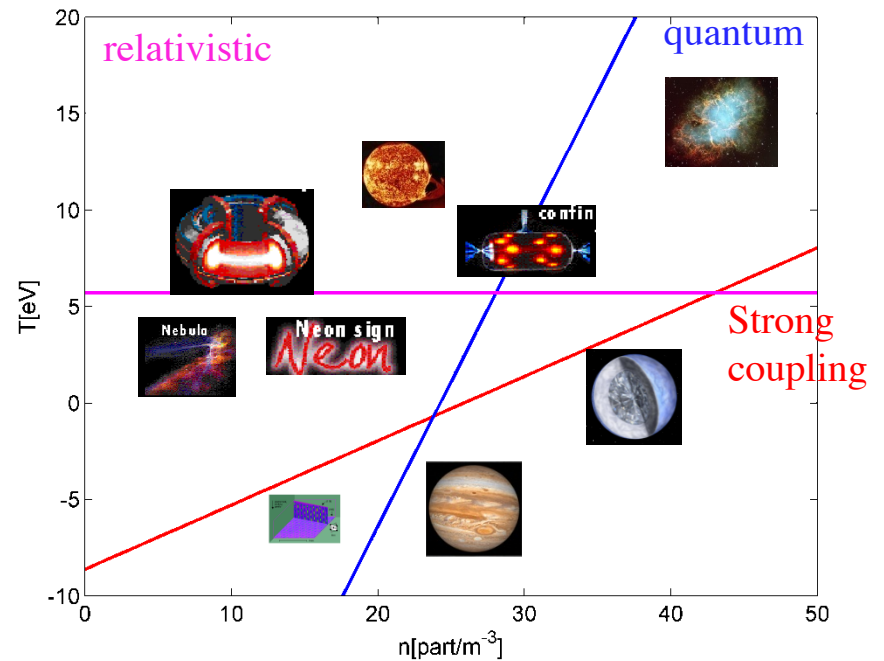 20
relativistic
quantum
15
10
confin
T[eV]
5
Nebula
Neon sign
Neon
Strong
coupling
0
-5
-10
0
10
20
30
40
50
n[part/m⁻³]